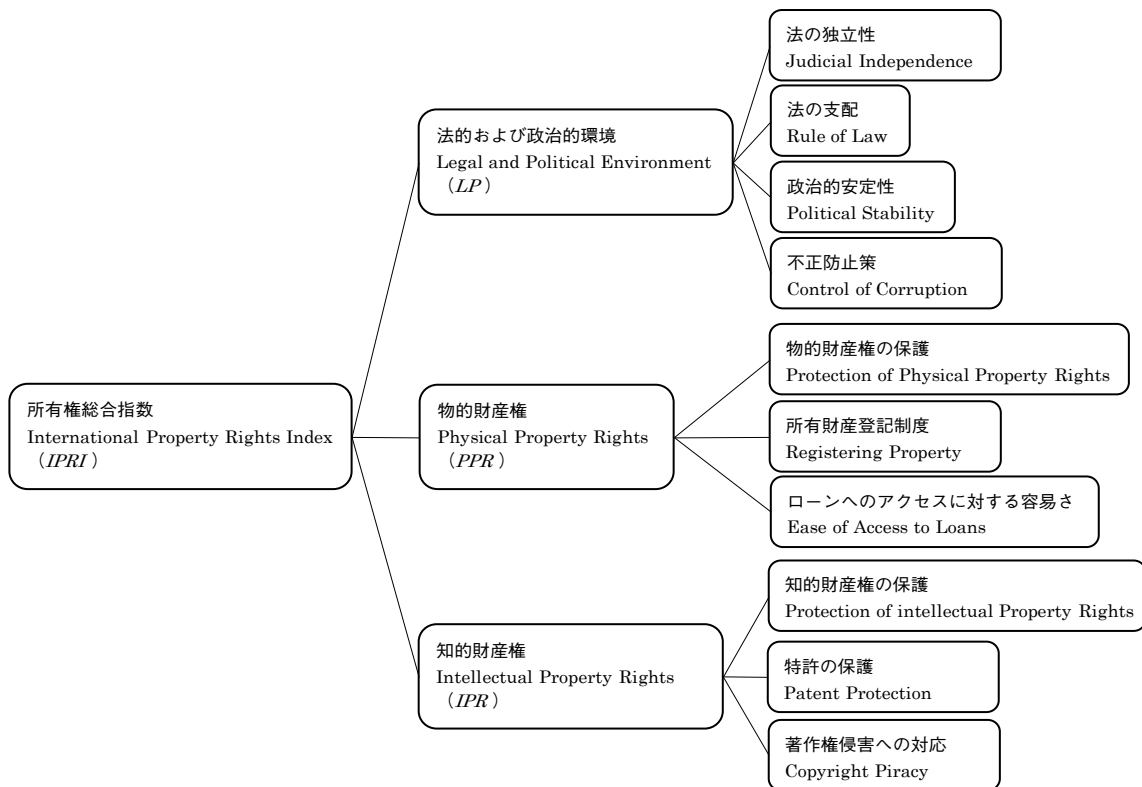 所有権総合指数
International Property Rights Index
（IPRI）
法的および政治的環境
Legal and Political Environment
（LP）
法の独立性
Judicial Independence
法の支配
Rule of Law
政治的安定性
Political Stability
不正防止策
Control of Corruption
物的財産権
Physical Property Rights
（PPR）
物的財産権の保護
Protection of Physical Property Rights
所有財産登記制度
Registering Property
ローンへのアクセスに対する容易さ
Ease of Access to Loans
知的財産権
Intellectual Property Rights
（IPR）
知的財産権の保護
Protection of intellectual Property Rights
特許の保護
Patent Protection
著作権侵害への対応
Copyright Piracy